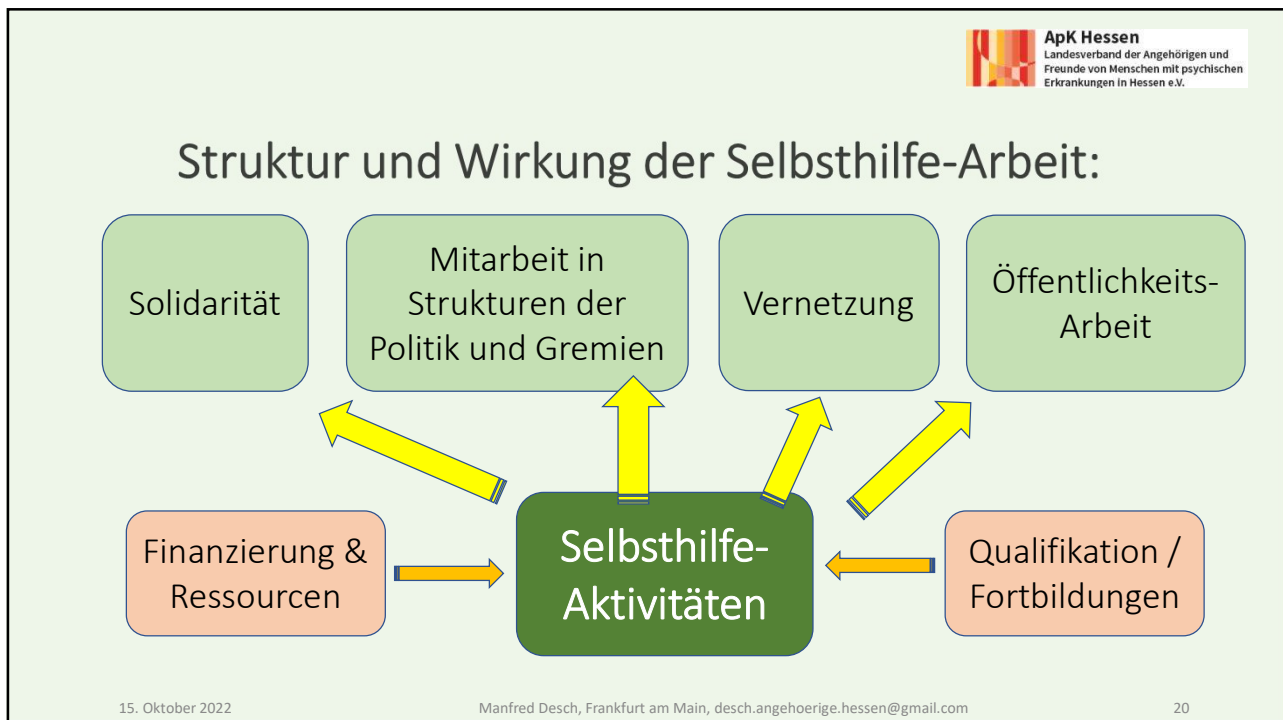 ApK Hessen
Landesverband der Angehörigen und
Freunde von Menschen mit psychischen
Erkrankungen in Hessen e.V.
Struktur und Wirkung der Selbsthilfe-Arbeit:
Solidarität
Mitarbeit in
Strukturen der
Politik und Gremien
Vernetzung
Öffentlichkeits-
Arbeit
Finanzierung &
Ressourcen
Selbsthilfe-
Aktivitäten
Qualifikation /
Fortbildungen
15. Oktober 2022
Manfred Desch, Frankfurt am Main, desch.angehoerige.hessen@gmail.com
20